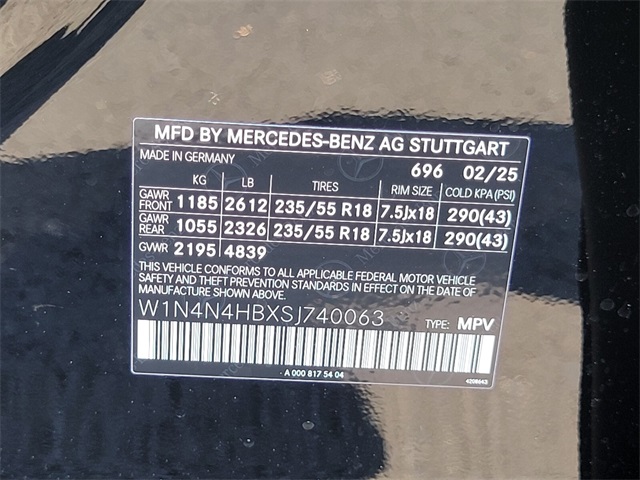 MFD BY MERCEDES-BENZ AG STUTTGART
MADE IN GERMANY 696 02/25
KG LB TIRES RIM SIZE COLD KPA (PSI)
GAWR FRONT 1185 2612 235/55 R18 7.5Jx18 290(43)
GAWR REAR 1055 2326 235/55 R18 7.5Jx18 290(43)
GVWR 2195 4839
THIS VEHICLE CONFORMS TO ALL APPLICABLE FEDERAL MOTOR VEHICLE
SAFETY AND THEFT PREVENTION STANDARDS IN EFFECT ON THE DATE OF
MANUFACTURE SHOWN ABOVE.
W1N4N4HBXSJ740063 TYPE: MPV
A 000 817 54 04